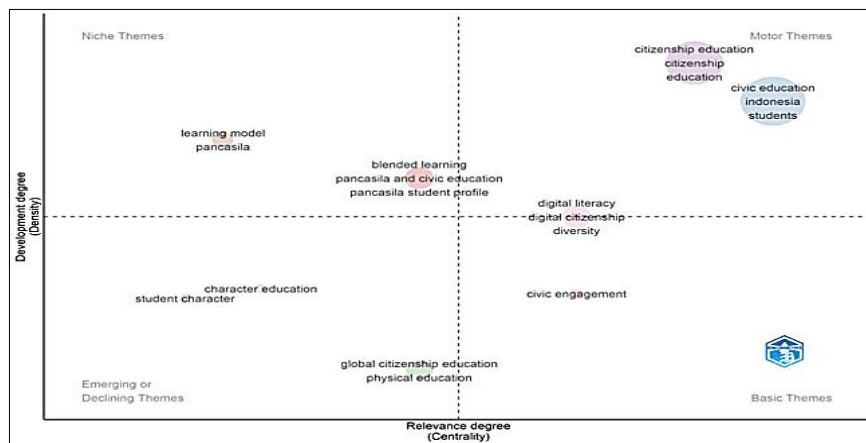 Niche Themes
Motor Themes
citizenship education
citizenship
education
civic education
indonesia
students
learning model
pancasila
blended learning
pancasila and civic education
pancasila student profile
digital literacy
digital citizenship
diversity
Development degree
(Density)
character education
student character
civic engagement
global citizenship education
physical education
Emerging or
Declining Themes
Basic Themes
Relevance degree
(Centrality)